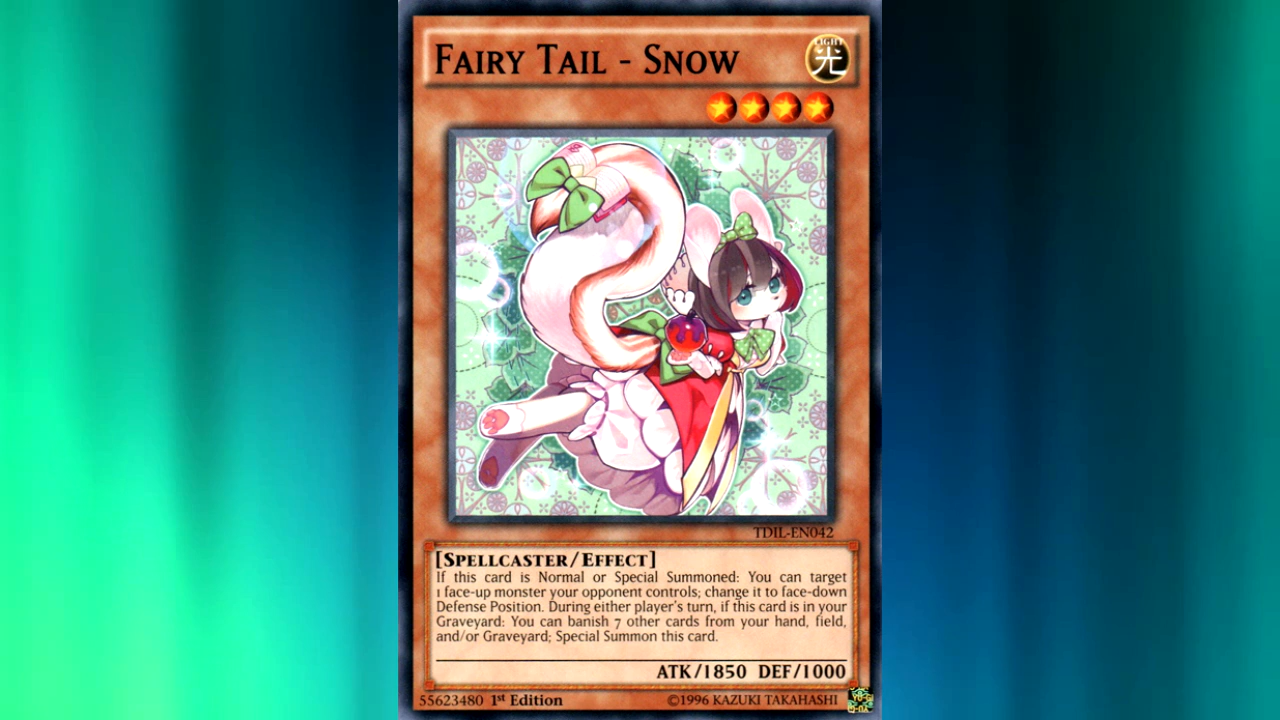 Fairy Tail - Snow
LIGHT
光
TDIL-EN042
[Spellcaster/Effect]
If this card is Normal or Special Summoned: You can target
1 face-up monster your opponent controls; change it to face-down
Defense Position. During either player's turn, if this card is in your
Graveyard: You can banish 7 other cards from your hand, field,
and/or Graveyard; Special Summon this card.
ATK/1850 DEF/1000
55623480 1st Edition ©1996 KAZUKI TAKAHASHI